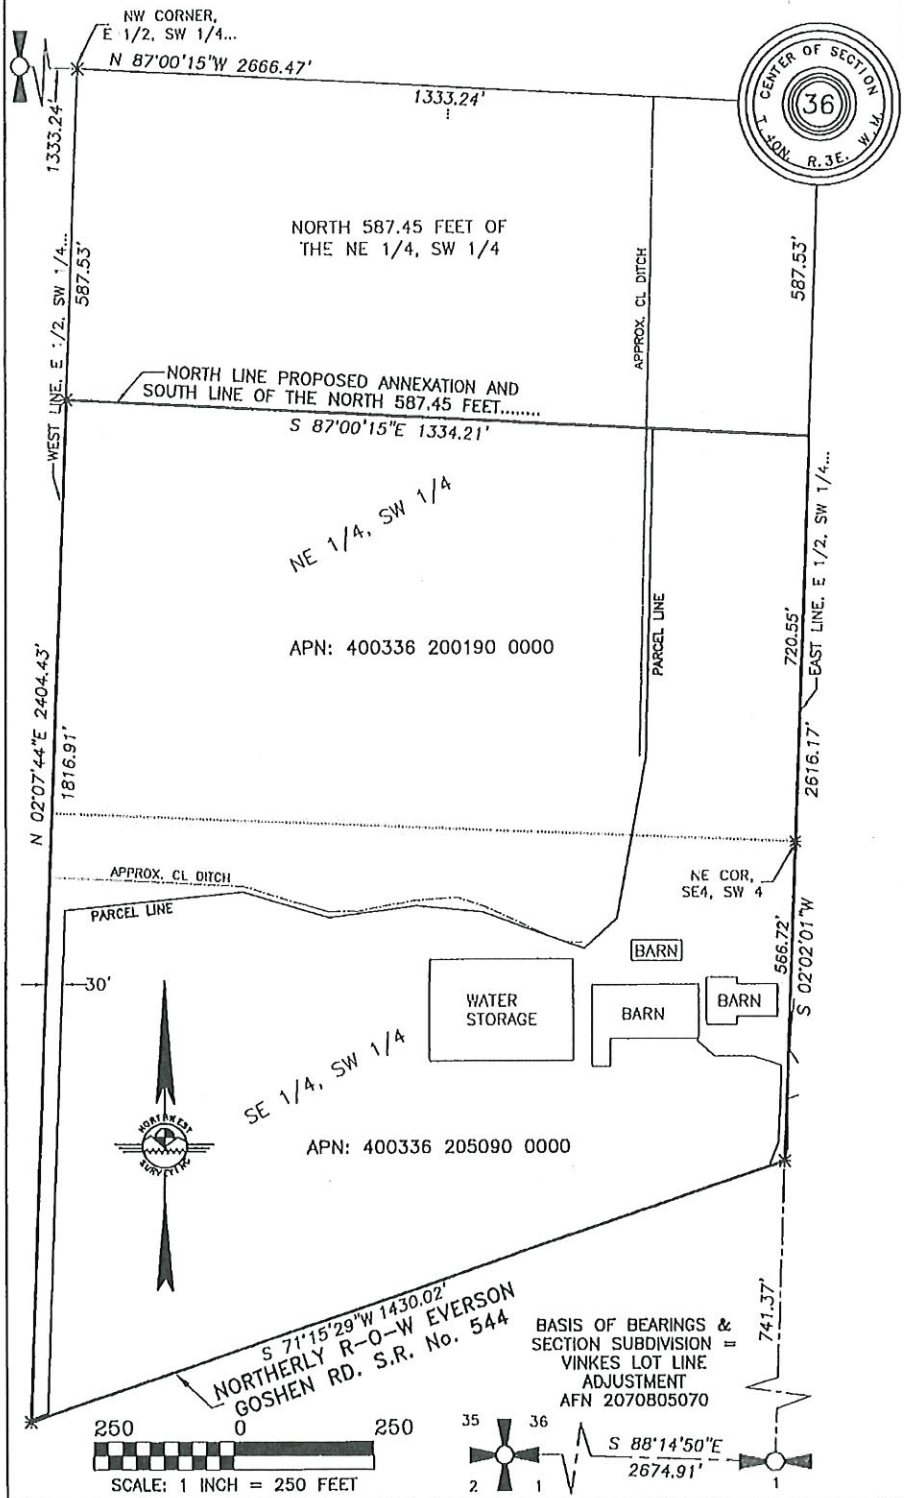 NW CORNER,
E 1/2, SW 1/4...
N 87°00'15"W 2666.47'
1333.24'
1333.24'
CENTER OF SECTION
36
T. 40N. R.3E. W.M.
NORTH 587.45 FEET OF
THE NE 1/4, SW 1/4
WEST LINE, E 1/2, SW 1/4...
587.53'
APPROX. CL DITCH
587.53'
NORTH LINE PROPOSED ANNEXATION AND
SOUTH LINE OF THE NORTH 587.45 FEET........
S 87°00'15"E 1334.21'
NE 1/4, SW 1/4
EAST LINE, E 1/2, SW 1/4...
720.55'
PARCEL LINE
APN: 400336 200190 0000
N 02°07'44"E 2404.43'
1816.91'
2616.17'
APPROX. CL DITCH
PARCEL LINE
NE COR,
SE4, SW 4
566.72'
S 02°02'01"W
30'
BARN
WATER
STORAGE
BARN
BARN
SE 1/4, SW 1/4
NORTHWEST
SURVEYING
APN: 400336 205090 0000
S 71°15'29"W 1430.02'
NORTHERLY R-O-W EVERSON
GOSHEN RD. S.R. No. 544
741.37'
BASIS OF BEARINGS &
SECTION SUBDIVISION =
VINKES LOT LINE
ADJUSTMENT
AFN 2070805070
250 0 250
SCALE: 1 INCH = 250 FEET
35 36
2 1
S 88°14'50"E
2674.91'
1